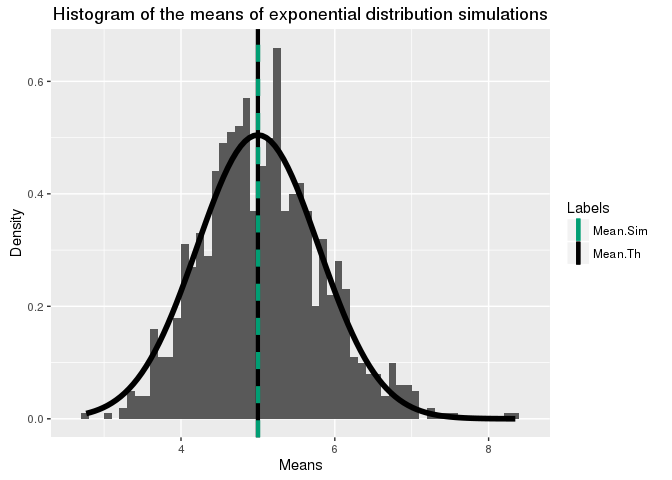 Histogram of the means of exponential distribution simulations
0.6
0.4
0.2
0.0
Density
4 6 8
Means
Labels
Mean.Sim
Mean.Th